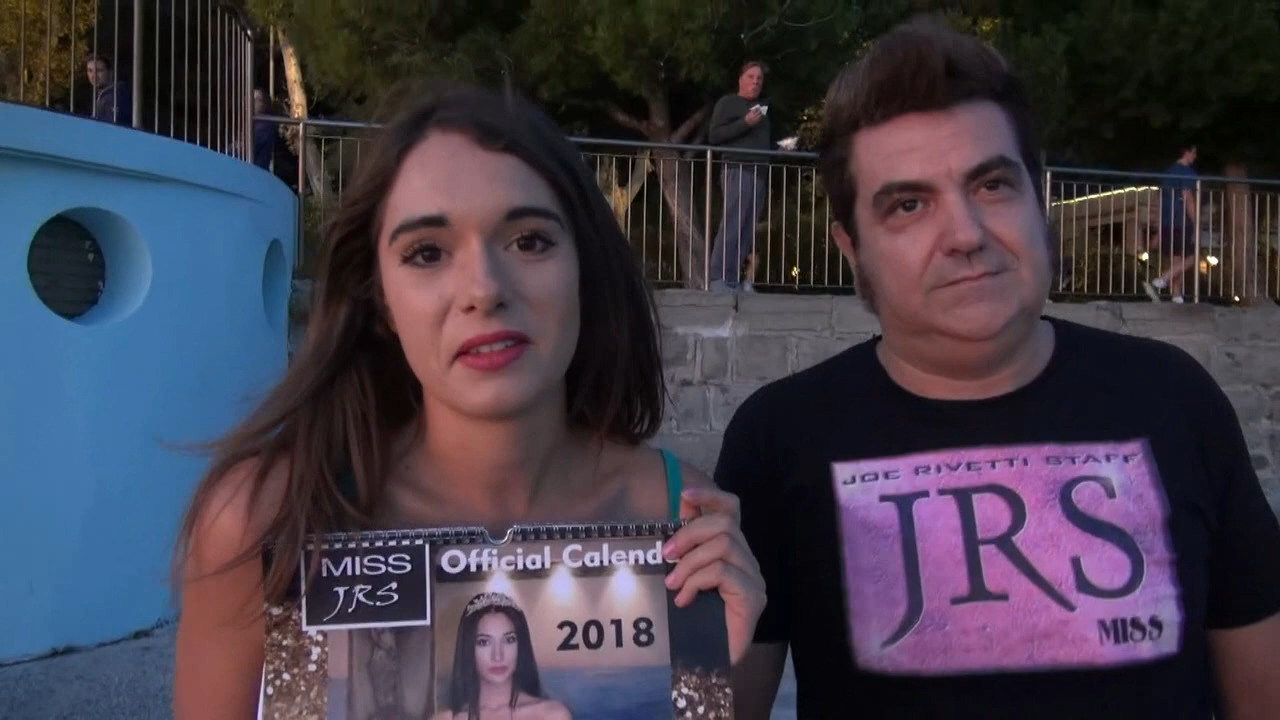 MISS
JRS
Official Calend
2018
JOE RIVETTI STAFF
JRS
MISS